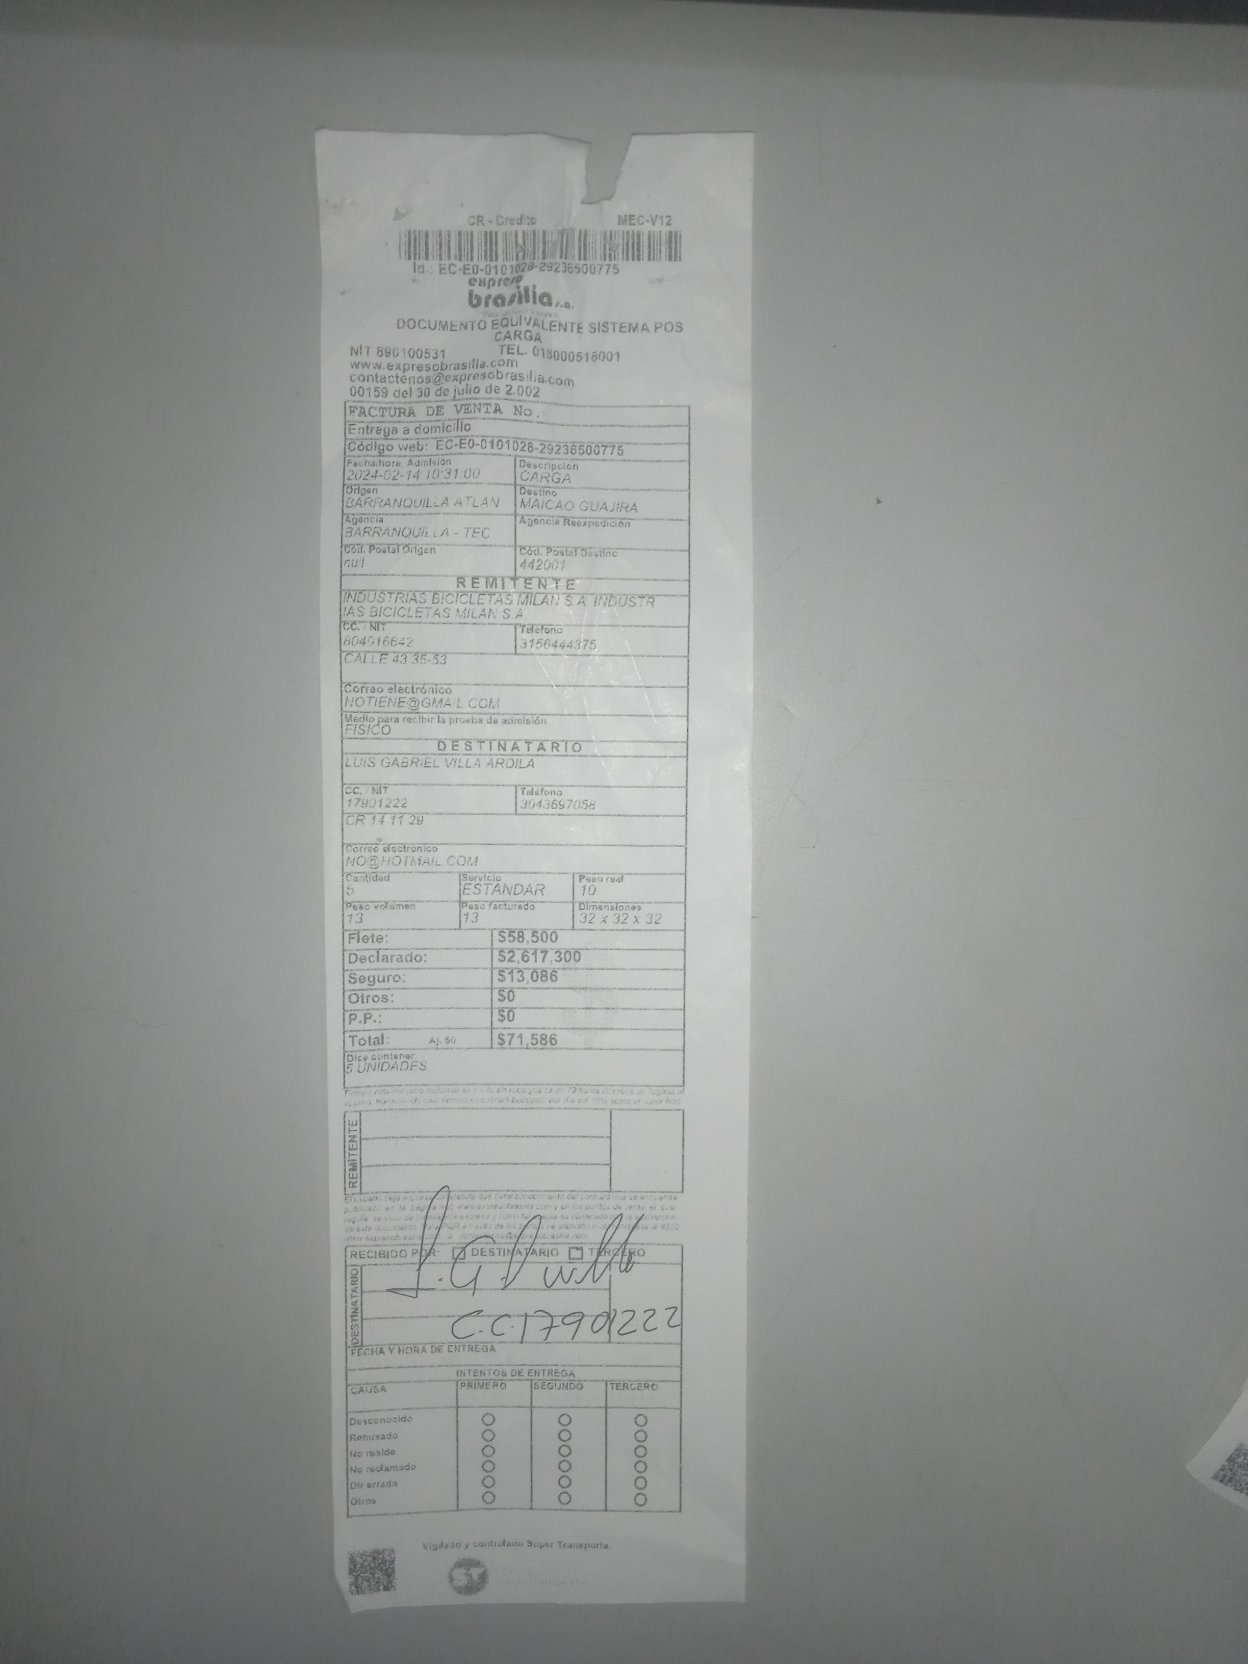 CR - Credito MEC-V12
Id.: EC-E0-0101028-29236500775
expreso
brasilia s.a.
DOCUMENTO EQUIVALENTE SISTEMA POS
CARGA
NIT 890100531 TEL. 018000518001
www.expresobrasilia.com
contactenos@expresobrasilia.com
00159 del 30 de julio de 2.002
FACTURA DE VENTA No.
Entrega a domicilio
Código web: EC-E0-0101028-29236500775
Fecha/hora Admisión Descripción
2024-02-14 10:31:00 CARGA
Origen Destino
BARRANQUILLA ATLAN MAICAO GUAJIRA
Agencia Agencia Reexpedición
BARRANQUILLA - TEC
Cód. Postal Origen Cód. Postal Destino
null 442001
REMITENTE
INDUSTRIAS BICICLETAS MILAN S A INDUSTR
IAS BICICLETAS MILAN S A
CC. / NIT Teléfono
804016642 3156444375
CALLE 43 35-53
Correo electrónico
NOTIENE@GMAIL.COM
Medio para recibir la prueba de admisión
FISICO
DESTINATARIO
LUIS GABRIEL VILLA ARDILA
CC. / NIT Teléfono
17901222 3043697058
CR 14 11 29
Correo electrónico
NO@HOTMAIL.COM
Cantidad Servicio Peso real
5 ESTANDAR 10
Peso volumen Peso facturado Dimensiones
13 13 32 x 32 x 32
Flete: $58,500
Declarado: $2,617,300
Seguro: $13,086
Otros: $0
P.P.: $0
Total: Aj. 50 $71,586
Dice contener:
5 UNIDADES
REMITENTE
RECIBIDO POR: DESTINATARIO TERCERO
DESTINATARIO
C.C.17901222
FECHA Y HORA DE ENTREGA
INTENTOS DE ENTREGA
CAUSA PRIMERO SEGUNDO TERCERO
Desconocido
Rehusado
No reside
No reclamado
Dir errada
Otros
Vigilado y controlado Super Transporte.
ST